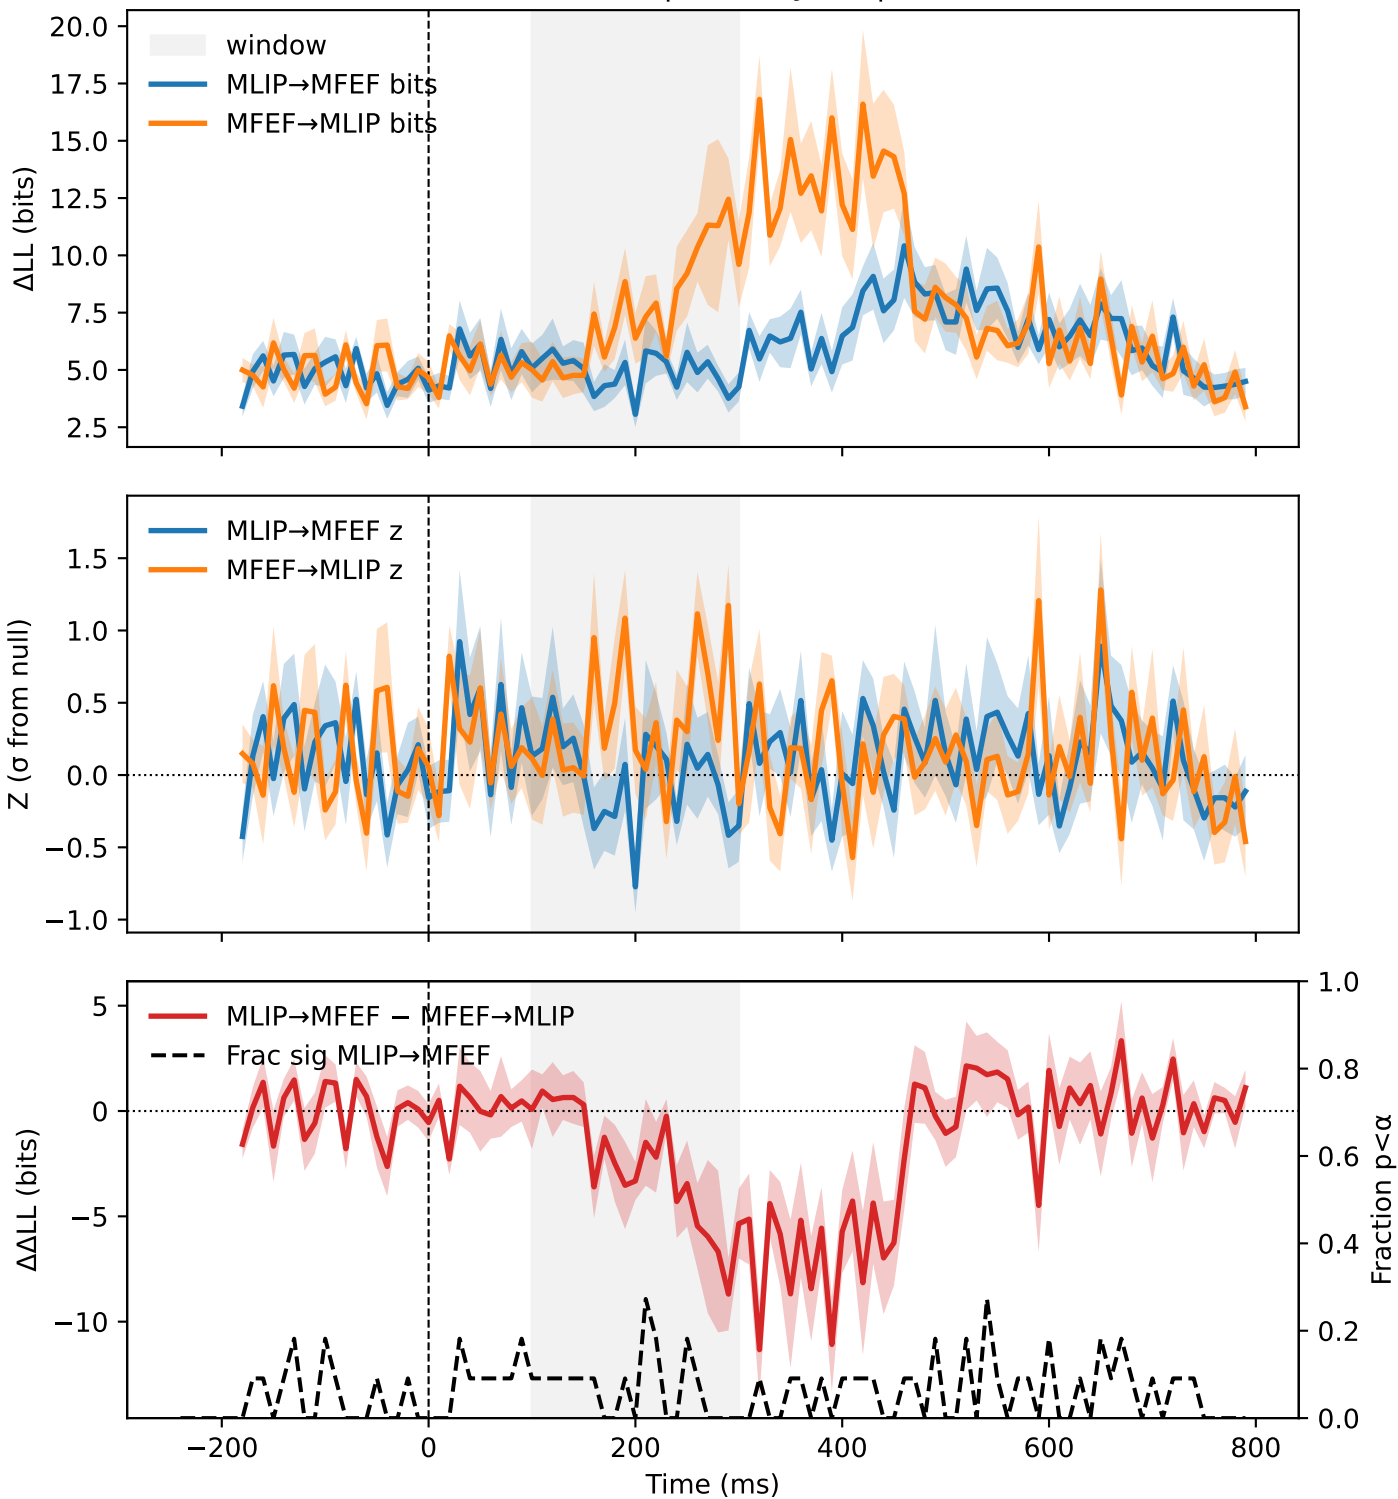 20.0
17.5
15.0
12.5
10.0
7.5
5.0
2.5
ΔLL (bits)
window
MLIP→MFEF bits
MFEF→MLIP bits
1.5
1.0
0.5
0.0
−0.5
−1.0
Z (σ from null)
MLIP→MFEF z
MFEF→MLIP z
5
0
−5
−10
ΔΔLL (bits)
MLIP→MFEF − MFEF→MLIP
Frac sig MLIP→MFEF
1.0
0.8
0.6
0.4
0.2
0.0
Fraction p<α
−200 0 200 400 600 800
Time (ms)